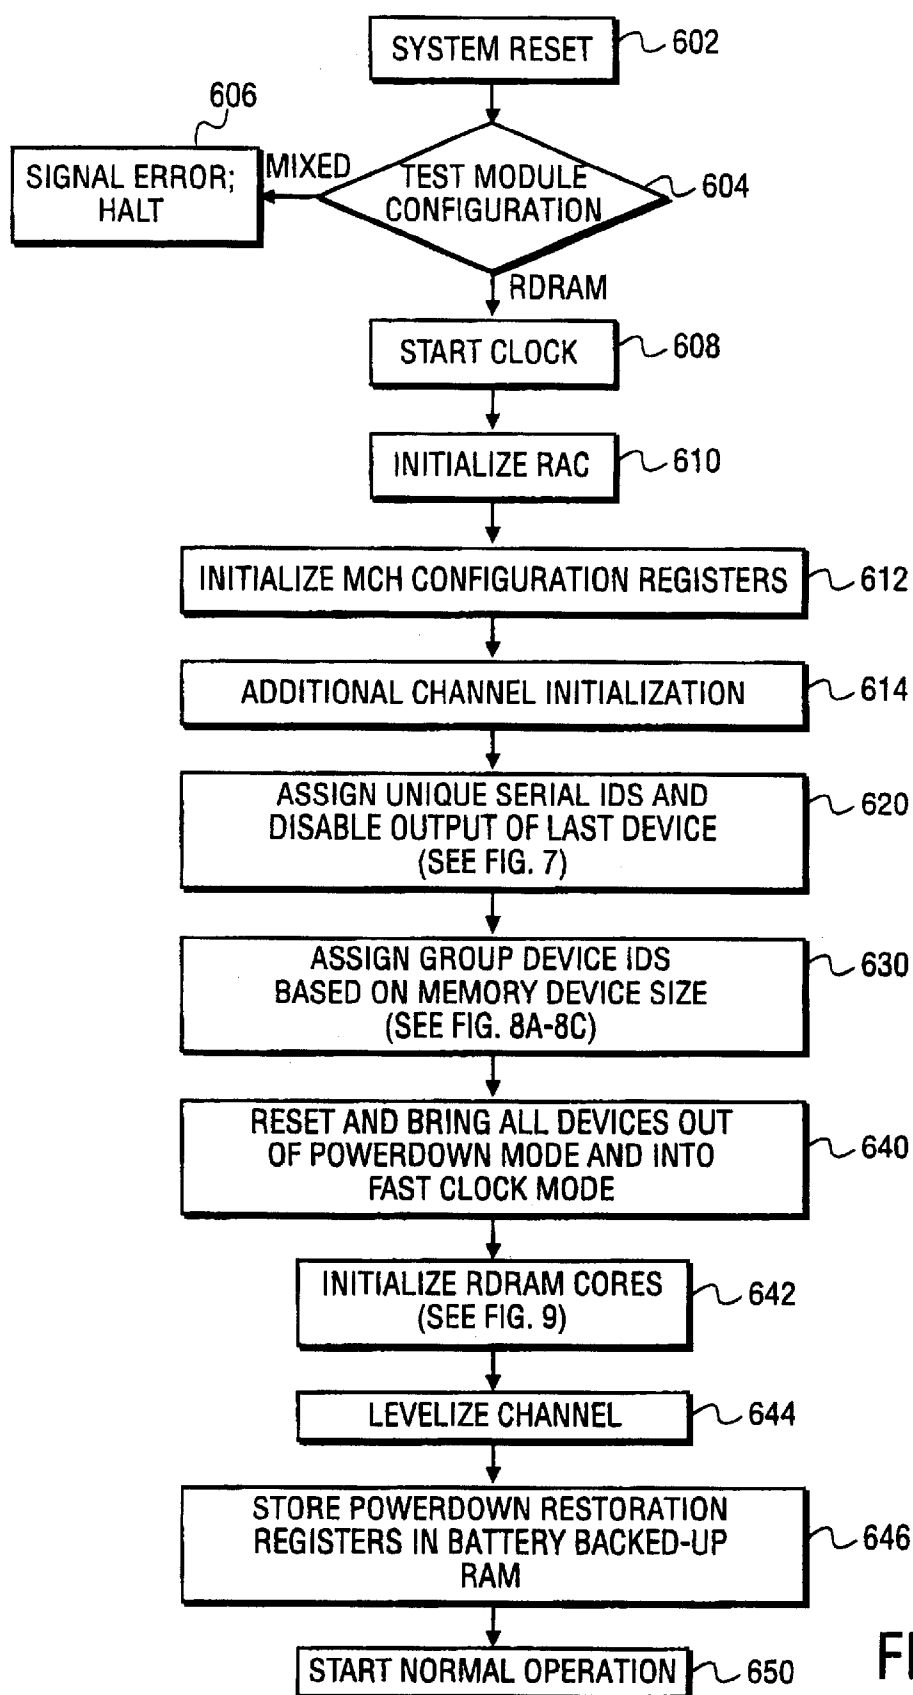 SYSTEM RESET
602
606
SIGNAL ERROR;
HALT
MIXED
TEST MODULE
CONFIGURATION
604
RDRAM
START CLOCK
608
INITIALIZE RAC
610
INITIALIZE MCH CONFIGURATION REGISTERS
612
ADDITIONAL CHANNEL INITIALIZATION
614
ASSIGN UNIQUE SERIAL IDS AND
DISABLE OUTPUT OF LAST DEVICE
(SEE FIG. 7)
620
ASSIGN GROUP DEVICE IDS
BASED ON MEMORY DEVICE SIZE
(SEE FIG. 8A-8C)
630
RESET AND BRING ALL DEVICES OUT
OF POWERDOWN MODE AND INTO
FAST CLOCK MODE
640
INITIALIZE RDRAM CORES
(SEE FIG. 9)
642
LEVELIZE CHANNEL
644
STORE POWERDOWN RESTORATION
REGISTERS IN BATTERY BACKED-UP
RAM
646
START NORMAL OPERATION
650